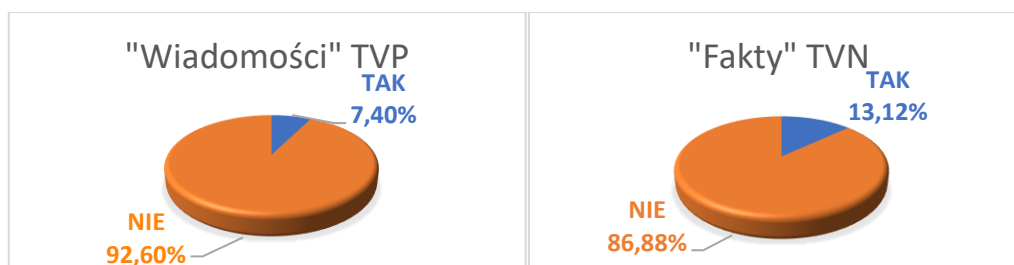 "Wiadomości" TVP
TAK
7,40%
NIE
92,60%
"Fakty" TVN
TAK
13,12%
NIE
86,88%